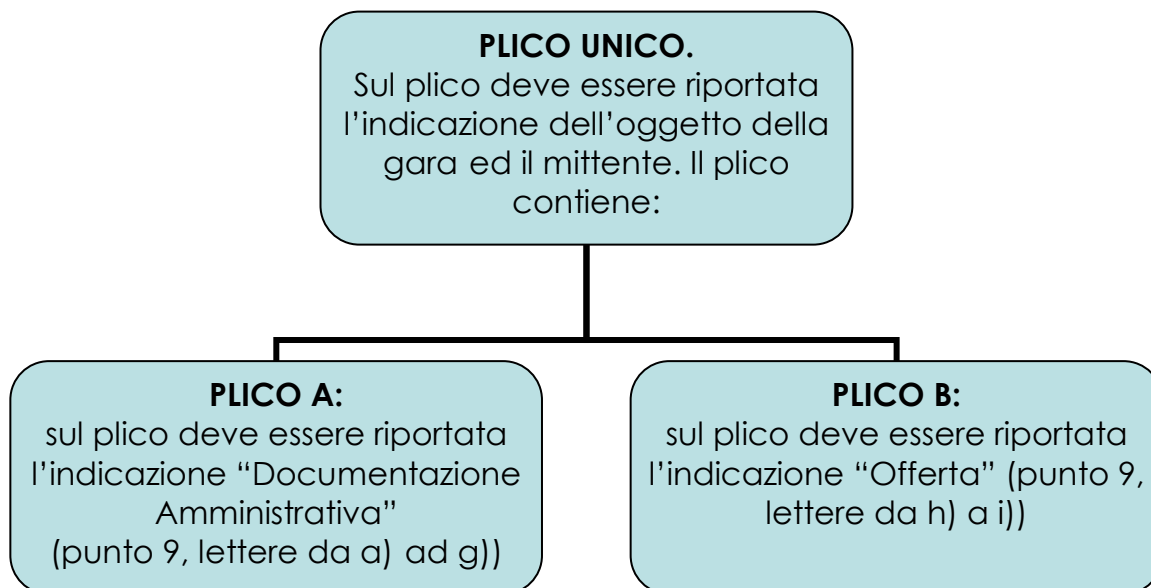 PLICO UNICO.
Sul plico deve essere riportata
l’indicazione dell’oggetto della
gara ed il mittente. Il plico
contiene:
PLICO A:
sul plico deve essere riportata
l’indicazione “Documentazione
Amministrativa”
(punto 9, lettere da a) ad g))
PLICO B:
sul plico deve essere riportata
l’indicazione “Offerta” (punto 9,
lettere da h) a i))